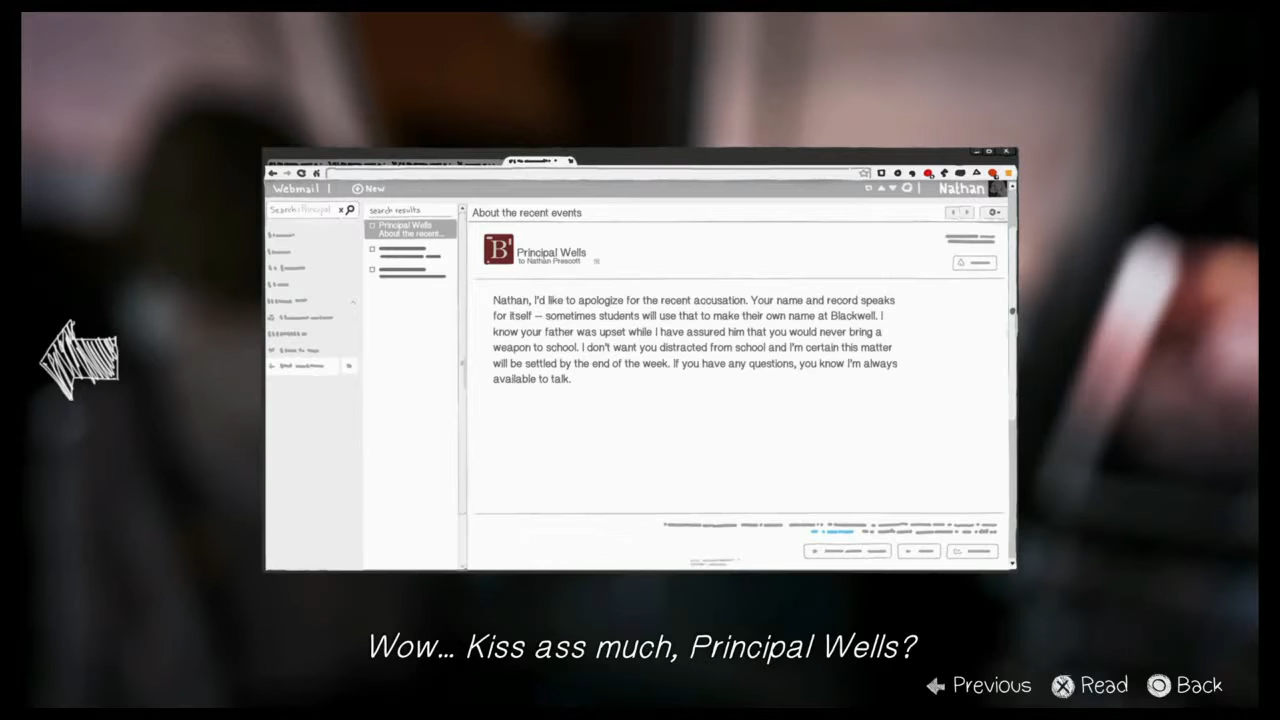 Webmail |
New
Nathan
Search: Principal
x
search results
Principal Wells
About the recent...
About the recent events
B
Principal Wells
to Nathan Prescott
Nathan, I'd like to apologize for the recent accusation. Your name and record speaks
for itself -- sometimes students will use that to make their own name at Blackwell. I
know your father was upset while I have assured him that you would never bring a
weapon to school. I don't want you distracted from school and I'm certain this matter
will be settled by the end of the week. If you have any questions, you know I'm always
available to talk.
Wow... Kiss ass much, Principal Wells?
Previous
Read
Back